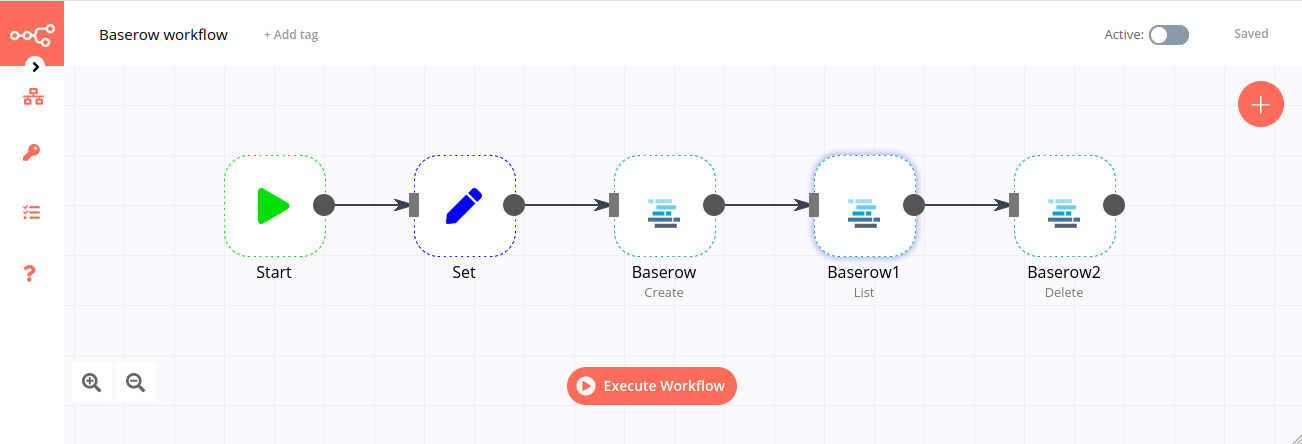 Baserow workflow
+ Add tag
Active:
Saved
Start
Set
Baserow
Create
Baserow1
List
Baserow2
Delete
Execute Workflow